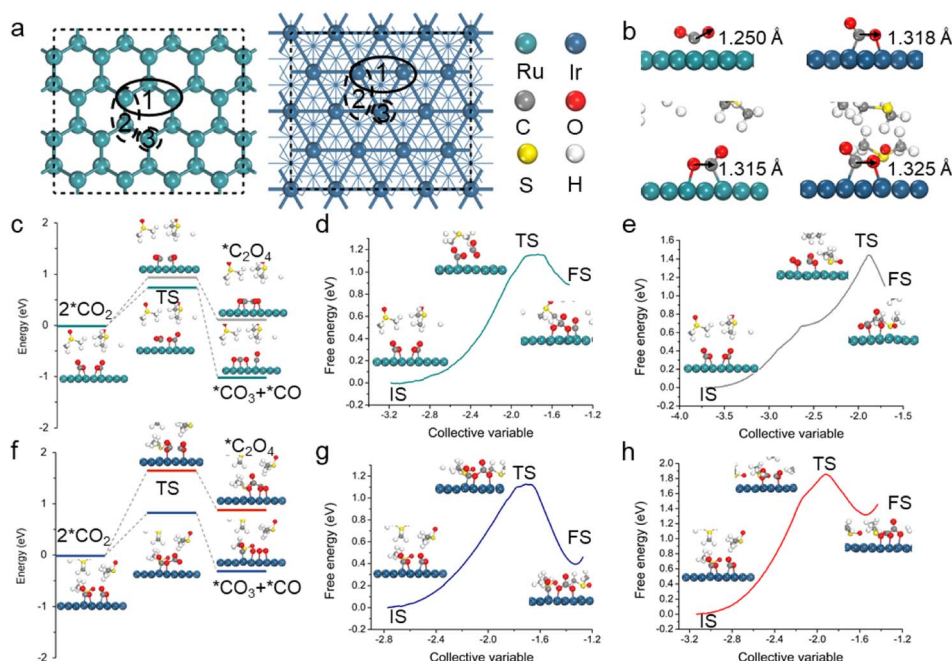 a
1
2
3
1
2
3
Ru Ir
C O
S H
b
1.250 Å
1.318 Å
1.315 Å
1.325 Å
c
Energy (eV)
2
1
0
-1
2*CO₂
TS
*C₂O₄
*CO₃+*CO
d
Free energy (eV)
1.4
1.2
1.0
0.8
0.6
0.4
0.2
0.0
-0.2
IS
TS
FS
-3.2 -2.8 -2.4 -2.0 -1.6 -1.2
Collective variable
e
Free energy (eV)
1.8
1.6
1.4
1.2
1.0
0.8
0.6
0.4
0.2
0.0
-0.2
IS
TS
FS
-4.0 -3.5 -3.0 -2.5 -2.0 -1.5
Collective variable
f
Energy (eV)
2
1
0
-1
2*CO₂
TS
*C₂O₄
*CO₃+*CO
g
Free energy (eV)
1.4
1.2
1.0
0.8
0.6
0.4
0.2
0.0
-0.2
IS
TS
FS
-2.8 -2.4 -2.0 -1.6 -1.2
Collective variable
h
Free energy (eV)
2.0
1.8
1.6
1.4
1.2
1.0
0.8
0.6
0.4
0.2
0.0
-0.2
IS
TS
FS
-3.2 -2.8 -2.4 -2.0 -1.6 -1.2
Collective variable